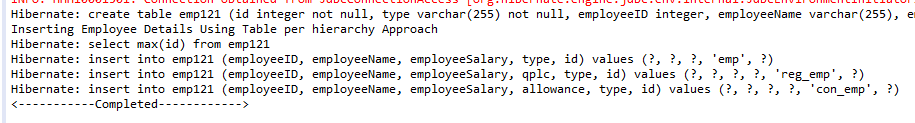 INFO: HHH10001501: Connection obtained from JdbcConnectionAccess [org.hibernate.engine.jdbc.env.internal.JdbcEnvironmentInitiator
Hibernate: create table emp121 (id integer not null, type varchar(255) not null, employeeID integer, employeeName varchar(255), e
Inserting Employee Details Using Table per hierarchy Approach
Hibernate: select max(id) from emp121
Hibernate: insert into emp121 (employeeID, employeeName, employeeSalary, type, id) values (?, ?, ?, 'emp', ?)
Hibernate: insert into emp121 (employeeID, employeeName, employeeSalary, qplc, type, id) values (?, ?, ?, ?, 'reg_emp', ?)
Hibernate: insert into emp121 (employeeID, employeeName, employeeSalary, allowance, type, id) values (?, ?, ?, ?, 'con_emp', ?)
<-----------Completed------------>